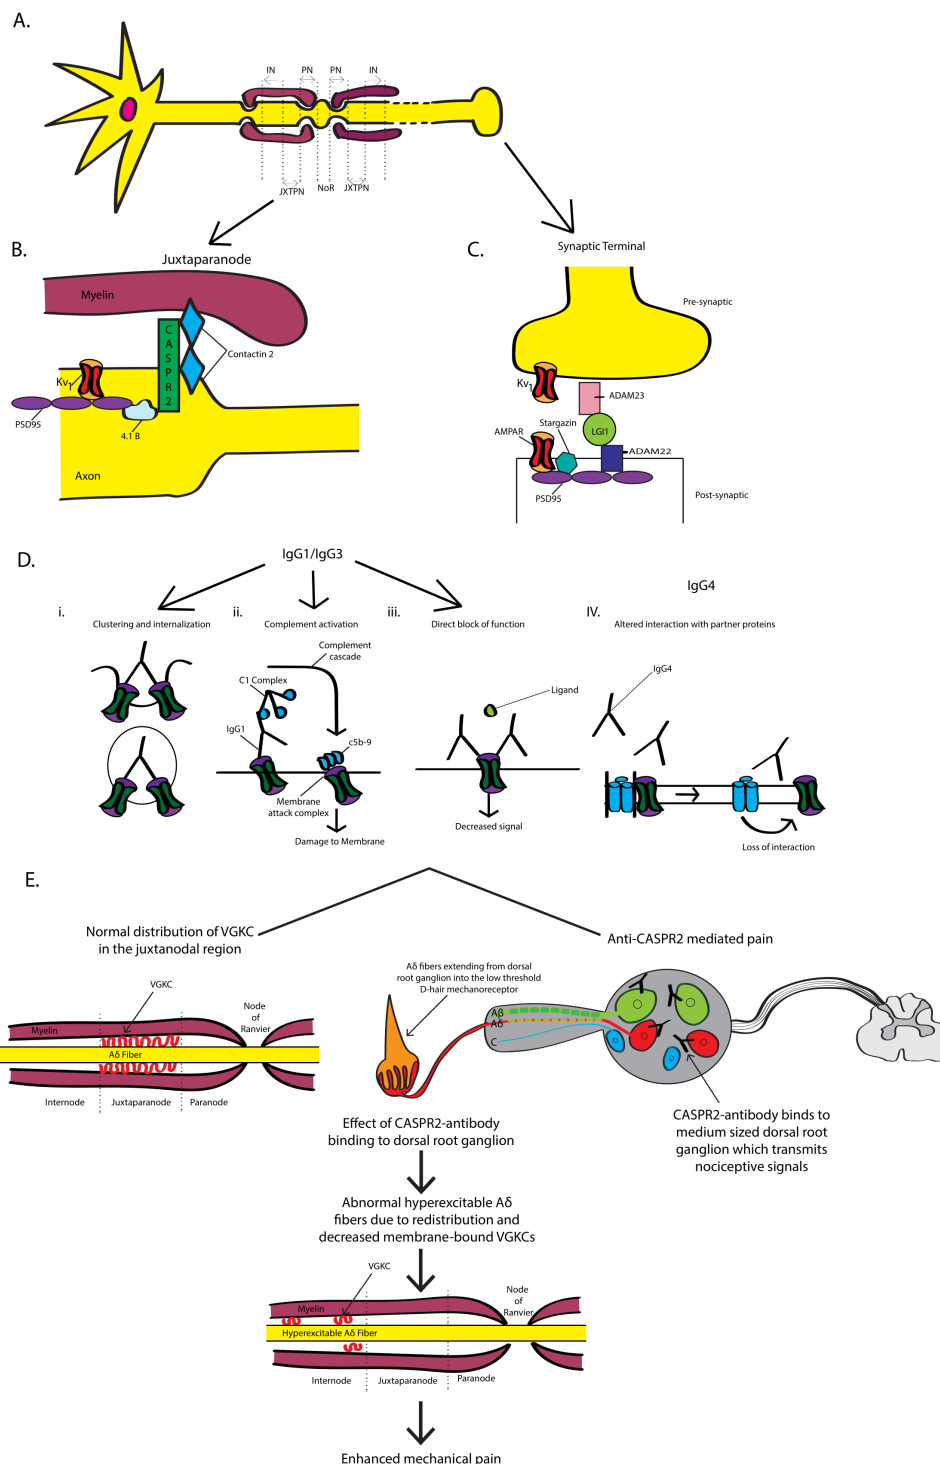 A.
IN
PN
PN
IN
JXTPN
NoR
JXTPN
B.
Juxtaparanode
Myelin
C
A
S
P
R
2
Contactin 2
Kv1
PSD95
4.1 B
Axon
C.
Synaptic Terminal
Pre-synaptic
Kv1
ADAM23
Stargazin
AMPAR
LGI1
ADAM22
PSD95
Post-synaptic
D.
IgG1/IgG3
IgG4
i.
Clustering and internalization
ii.
Complement activation
Complement
cascade
C1 Complex
IgG1
c5b-9
Membrane
attack complex
Damage to Membrane
iii.
Direct block of function
Ligand
Decreased signal
IV.
Altered interaction with partner proteins
IgG4
Loss of interaction
E.
Normal distribution of VGKC
in the juxtanodal region
VGKC
Node
of
Ranvier
Myelin
Aδ Fiber
Internode
Juxtaparanode
Paranode
Anti-CASPR2 mediated pain
Aδ fibers extending from dorsal
root ganglion into the low threshold
D-hair mechanoreceptor
Aβ
Aδ
C
CASPR2-antibody binds to
medium sized dorsal root
ganglion which transmits
nociceptive signals
Effect of CASPR2-antibody
binding to dorsal root ganglion
Abnormal hyperexcitable Aδ
fibers due to redistribution and
decreased membrane-bound VGKCs
VGKC
Node
of
Ranvier
Myelin
Hyperexcitable Aδ Fiber
Internode
Juxtaparanode
Paranode
Enhanced mechanical pain